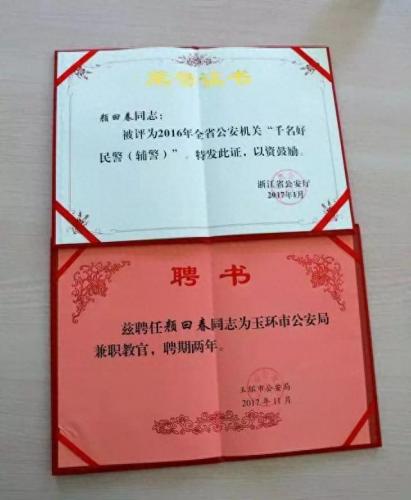 荣誉证书
颜田春同志：
被评为2016年全省公安机关“千名好
民警（辅警）”。特发此证，以资鼓励。
浙江省公安厅
2017年1月
聘书
兹聘任颜田春同志为玉环市公安局
兼职教官，聘期两年。
玉环市公安局
2017年11月